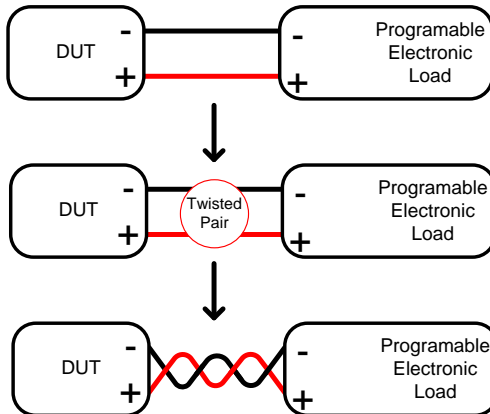 DUT
-
+
-
+
Programable
Electronic
Load
DUT
-
+
Twisted
Pair
-
+
Programable
Electronic
Load
DUT
-
+
-
+
Programable
Electronic
Load